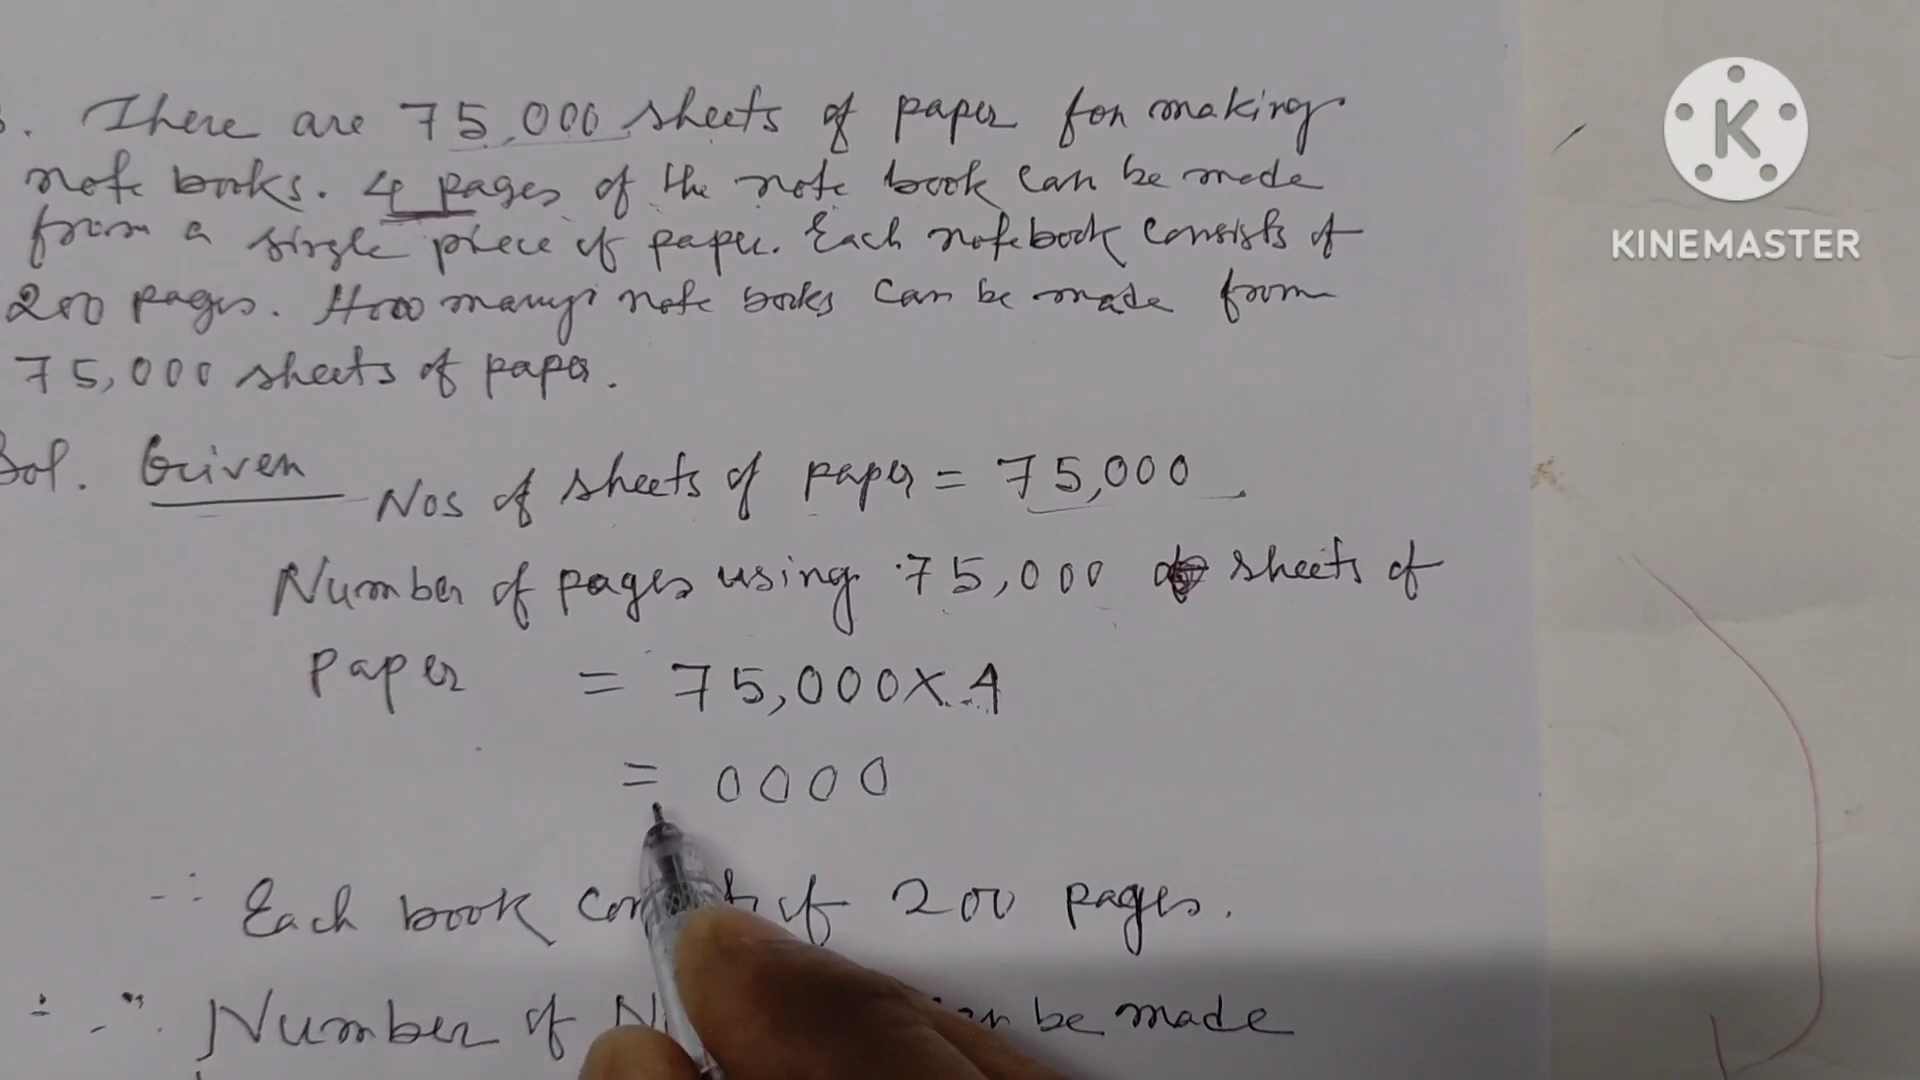 . There are 75,000 sheets of paper for making
note books. 4 pages of the note book can be made
from a single piece of paper. Each notebook consists of
200 pages. How many note books can be made from
75,000 sheets of paper.
Sol. Given
Nos of sheets of paper = 75,000
Number of pages using 75,000 sheets of
paper = 75,000 × 4
= 0000
∵ Each book of 200 pages.
∴ Number of be made
K
KINEMASTER